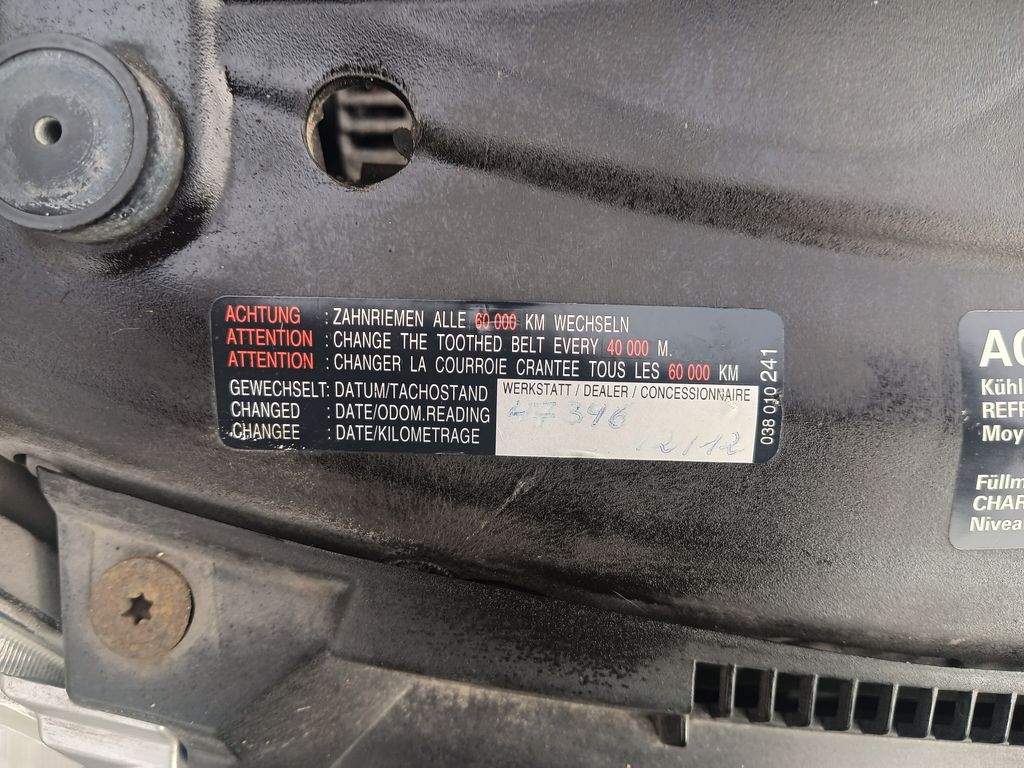 ACHTUNG : ZAHNRIEMEN ALLE 60 000 KM WECHSELN
ATTENTION : CHANGE THE TOOTHED BELT EVERY 40 000 M.
ATTENTION : CHANGER LA COURROIE CRANTEE TOUS LES 60 000 KM
GEWECHSELT: DATUM/TACHOSTAND
CHANGED : DATE/ODOM.READING
CHANGEE : DATE/KILOMETRAGE
WERKSTATT / DEALER / CONCESSIONNAIRE
47396
12/12
038 010 241
AC
Kühl
REFR
Moy
Füllm
CHAR
Nivea